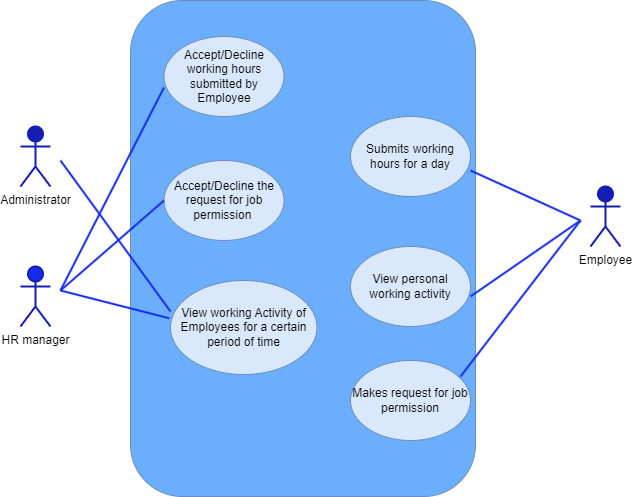 Accept/Decline
working hours
submitted by
Employee
Submits working
hours for a day
Administrator
Accept/Decline the
request for job
permission
Employee
View personal
working activity
HR manager
View working Activity of
Employees for a certain
period of time
Makes request for job
permission